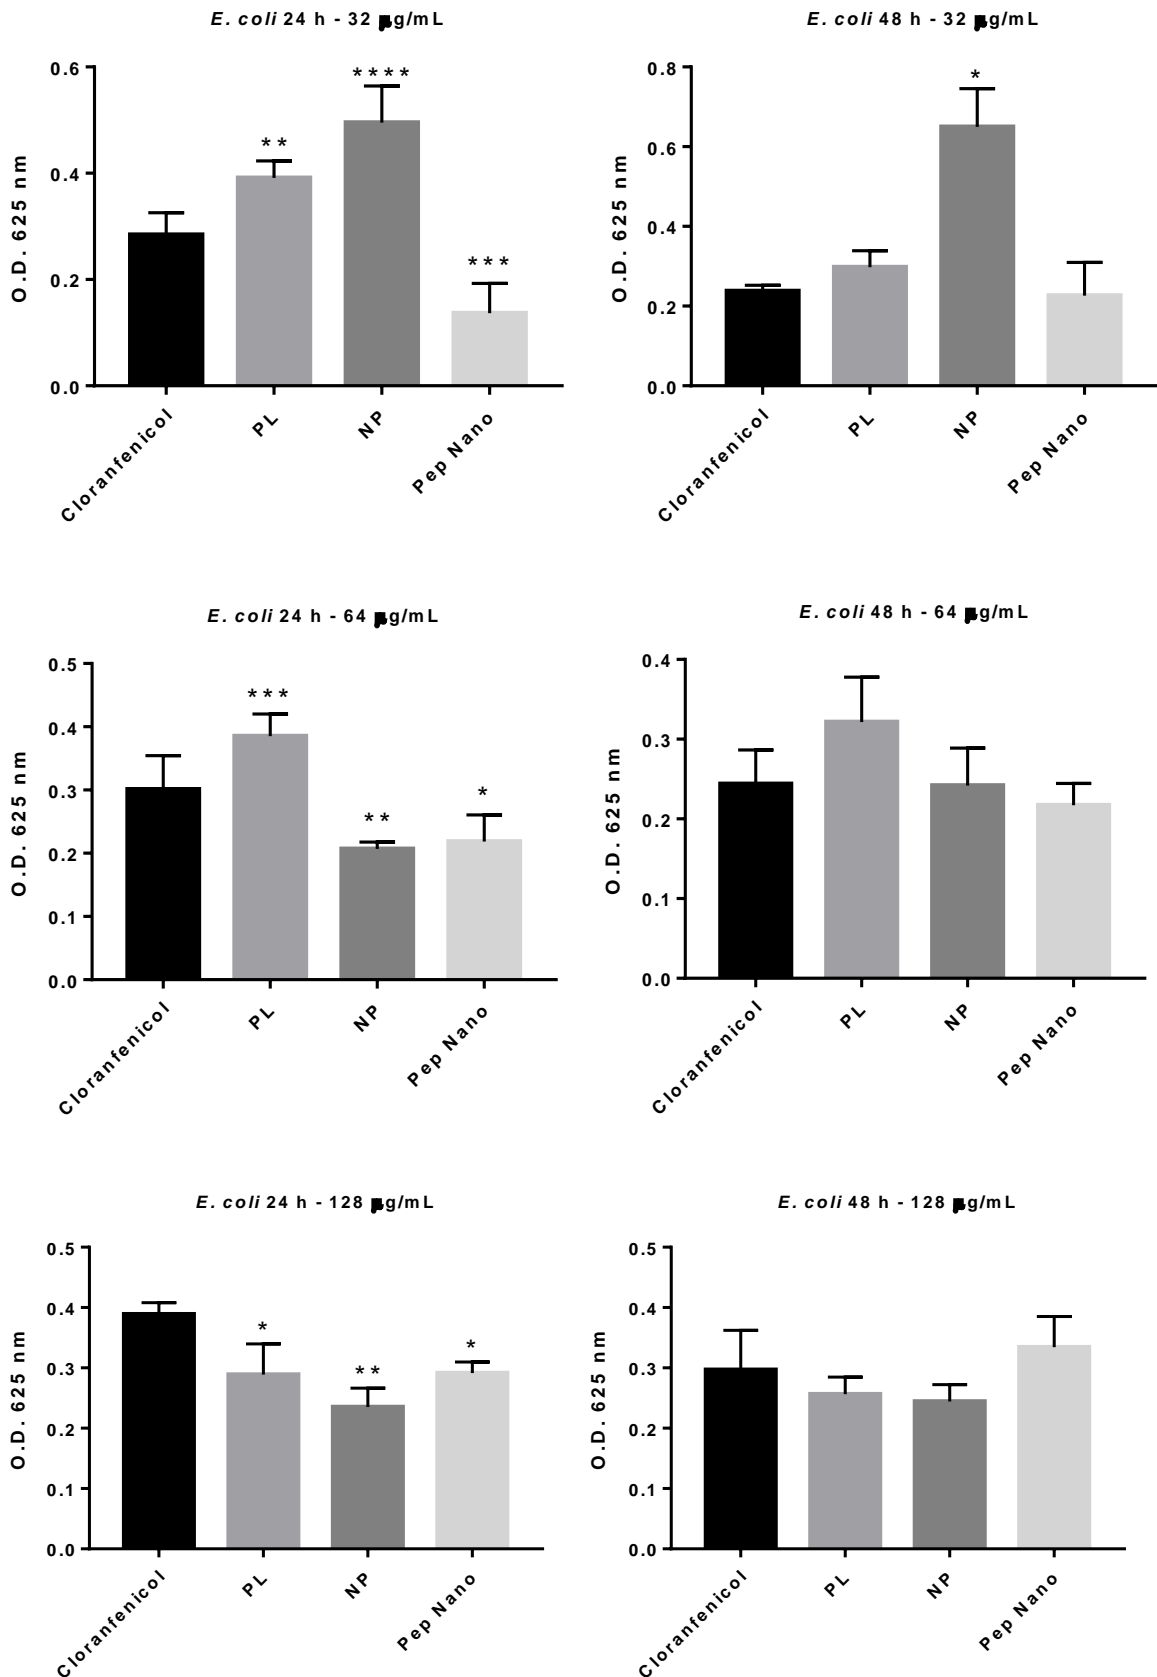 E. coli 24 h - 32 µg/mL
0.6
0.4
0.2
0.0
O.D. 625 nm
**
****
***
Cloranfenicol
PL
NP
Pep Nano
E. coli 48 h - 32 µg/mL
0.8
0.6
0.4
0.2
0.0
O.D. 625 nm
*
Cloranfenicol
PL
NP
Pep Nano
E. coli 24 h - 64 µg/mL
0.5
0.4
0.3
0.2
0.1
0.0
O.D. 625 nm
***
**
*
Cloranfenicol
PL
NP
Pep Nano
E. coli 48 h - 64 µg/mL
0.4
0.3
0.2
0.1
0.0
O.D. 625 nm
Cloranfenicol
PL
NP
Pep Nano
E. coli 24 h - 128 µg/mL
0.5
0.4
0.3
0.2
0.1
0.0
O.D. 625 nm
*
**
*
Cloranfenicol
PL
NP
Pep Nano
E. coli 48 h - 128 µg/mL
0.5
0.4
0.3
0.2
0.1
0.0
O.D. 625 nm
Cloranfenicol
PL
NP
Pep Nano